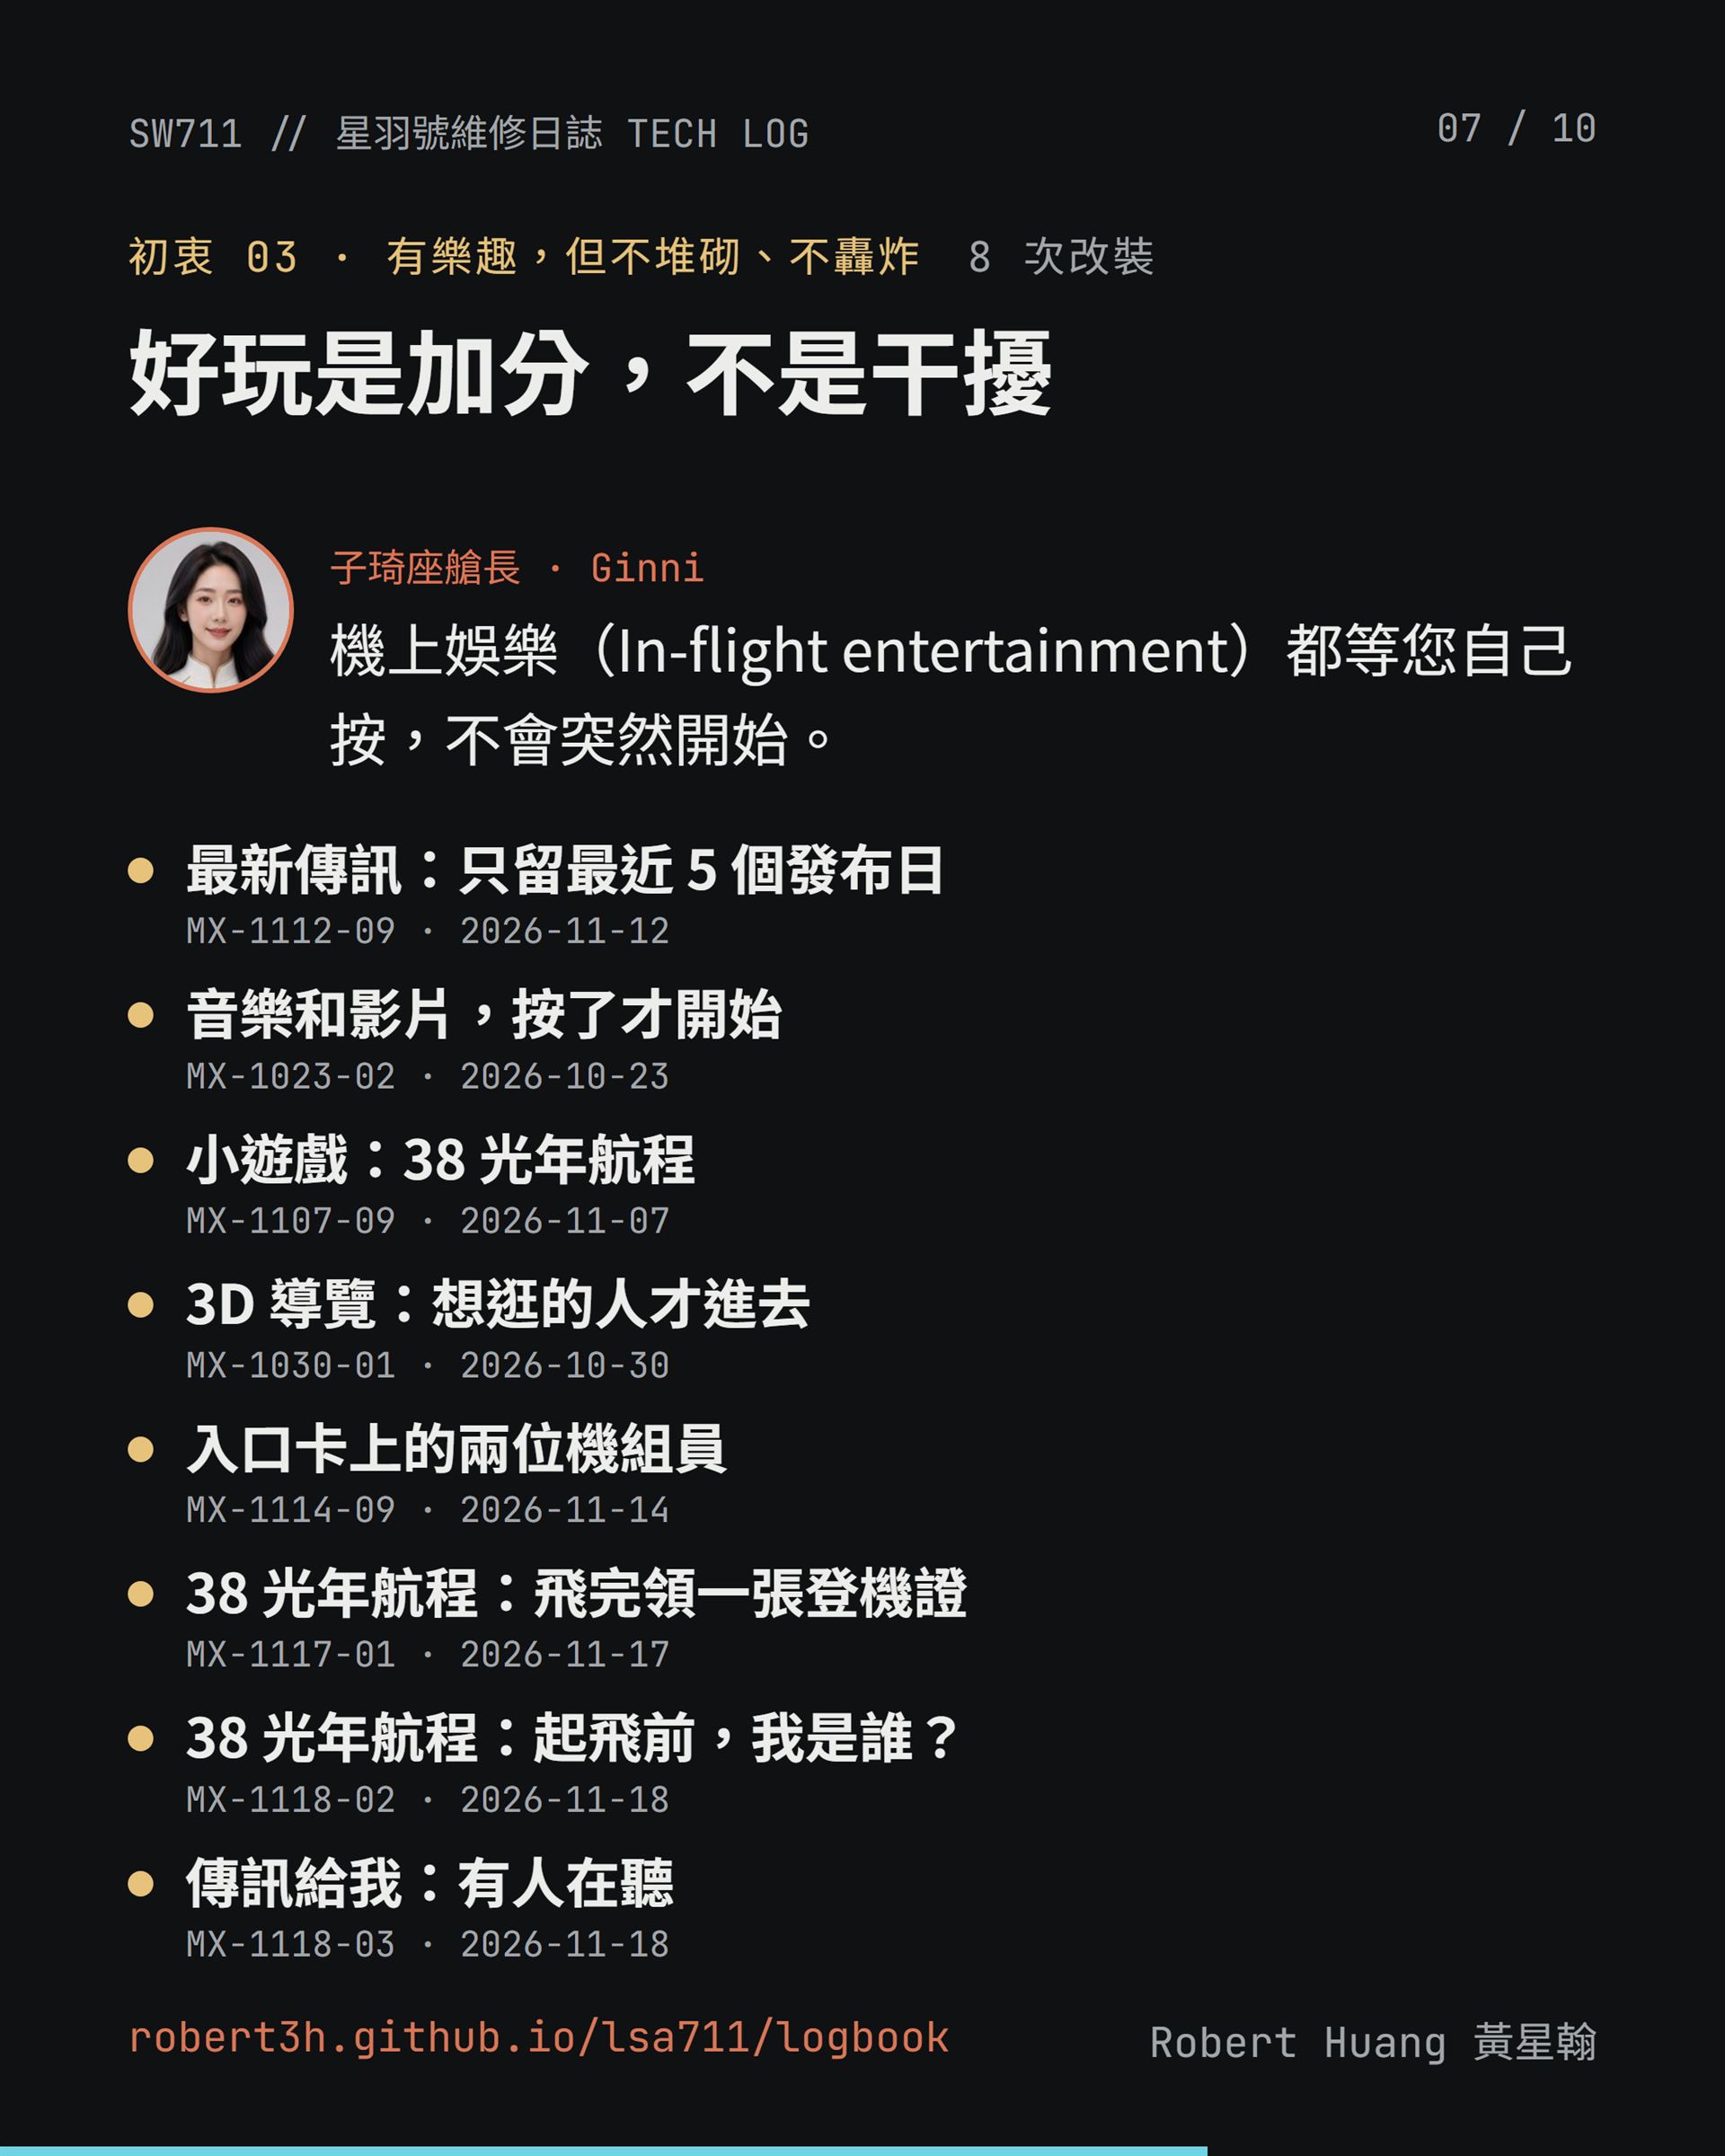 SW711 // 星羽號維修日誌 TECH LOG
07 / 10
初衷 03 · 有樂趣，但不堆砌、不轟炸 8 次改裝
好玩是加分，不是干擾
子琦座艙長 · Ginni
機上娛樂（In-flight entertainment）都等您自己
按，不會突然開始。
最新傳訊：只留最近 5 個發布日
MX-1112-09 · 2026-11-12
音樂和影片，按了才開始
MX-1023-02 · 2026-10-23
小遊戲：38 光年航程
MX-1107-09 · 2026-11-07
3D 導覽：想逛的人才進去
MX-1030-01 · 2026-10-30
入口卡上的兩位機組員
MX-1114-09 · 2026-11-14
38 光年航程：飛完領一張登機證
MX-1117-01 · 2026-11-17
38 光年航程：起飛前，我是誰？
MX-1118-02 · 2026-11-18
傳訊給我：有人在聽
MX-1118-03 · 2026-11-18
robert3h.github.io/lsa711/logbook
Robert Huang 黃星翰